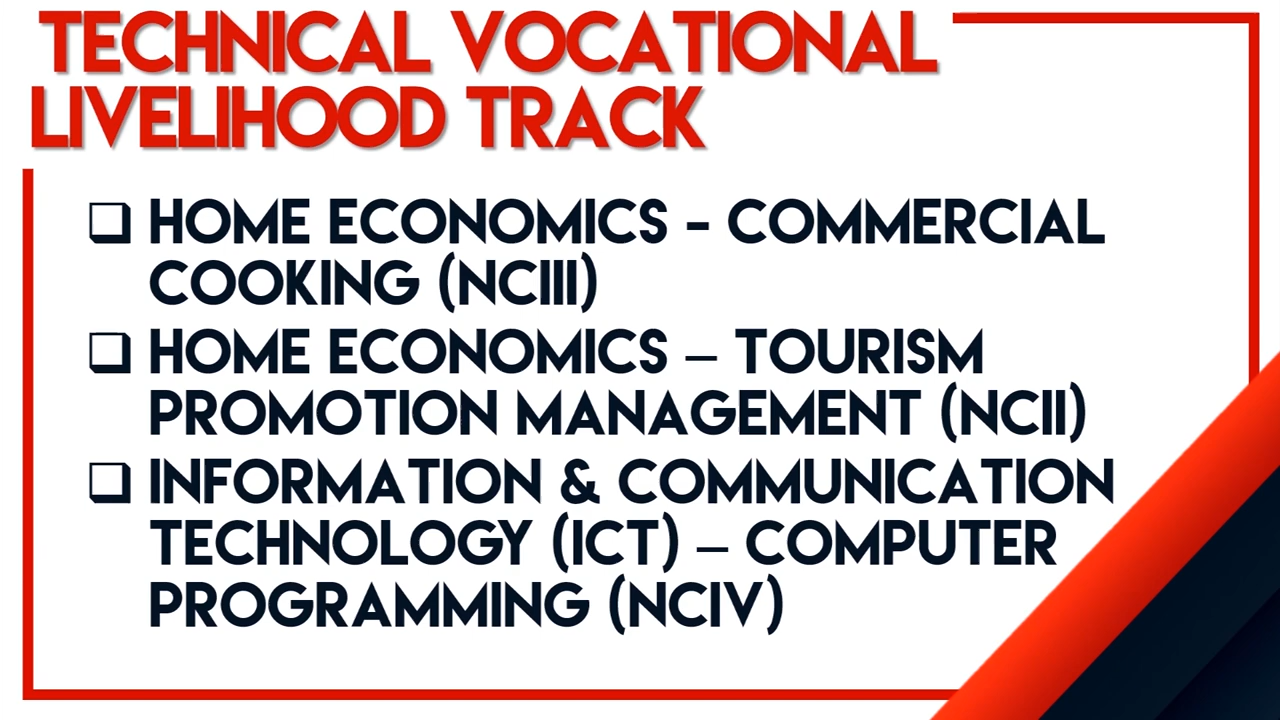 TECHNICAL VOCATIONAL
LIVELIHOOD TRACK
❑ HOME ECONOMICS - COMMERCIAL
COOKING (NCIII)
❑ HOME ECONOMICS – TOURISM
PROMOTION MANAGEMENT (NCII)
❑ INFORMATION & COMMUNICATION
TECHNOLOGY (ICT) – COMPUTER
PROGRAMMING (NCIV)